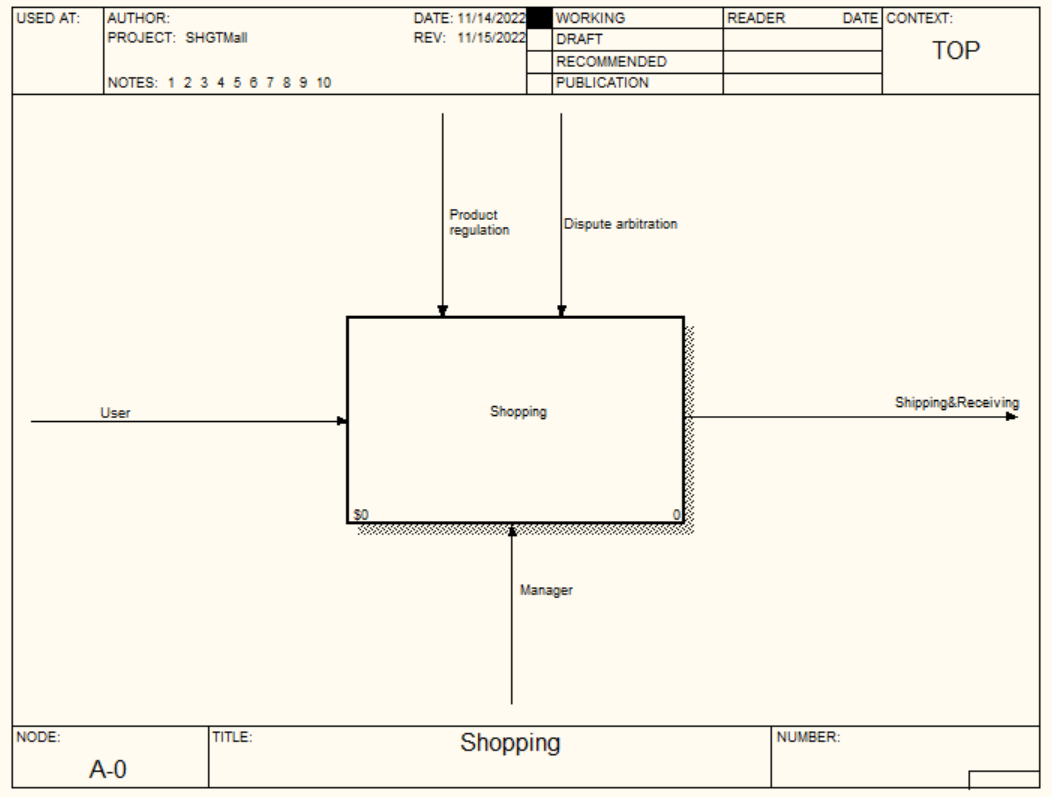 USED AT:
AUTHOR:
DATE: 11/14/2022
WORKING
READER
DATE
CONTEXT:
PROJECT: SHGTMall
REV: 11/15/2022
DRAFT
TOP
RECOMMENDED
NOTES: 1 2 3 4 5 6 7 8 9 10
PUBLICATION
Product
regulation
Dispute arbitration
User
Shopping
Shipping&Receiving
$0
0
Manager
NODE:
A-0
TITLE:
Shopping
NUMBER: